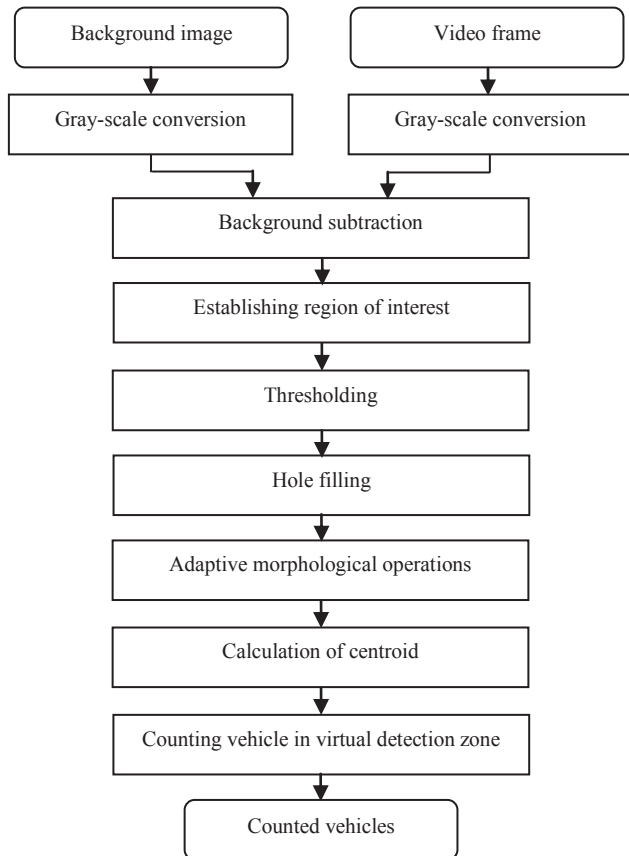 Background image
Video frame
Gray-scale conversion
Gray-scale conversion
Background subtraction
Establishing region of interest
Thresholding
Hole filling
Adaptive morphological operations
Calculation of centroid
Counting vehicle in virtual detection zone
Counted vehicles